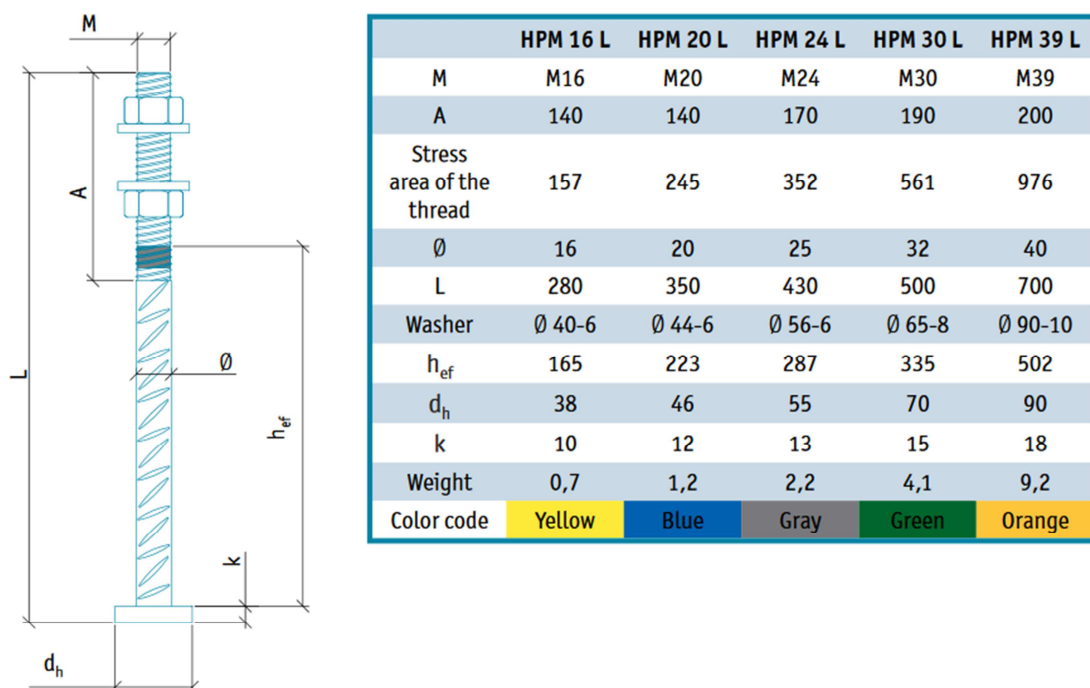 M
A
L
Ø
h_ef
k
d_h
HPM 16 L HPM 20 L HPM 24 L HPM 30 L HPM 39 L
M M16 M20 M24 M30 M39
A 140 140 170 190 200
Stress
area of the
thread
157 245 352 561 976
Ø 16 20 25 32 40
L 280 350 430 500 700
Washer Ø 40-6 Ø 44-6 Ø 56-6 Ø 65-8 Ø 90-10
h_ef 165 223 287 335 502
d_h 38 46 55 70 90
k 10 12 13 15 18
Weight 0,7 1,2 2,2 4,1 9,2
Color code Yellow Blue Gray Green Orange